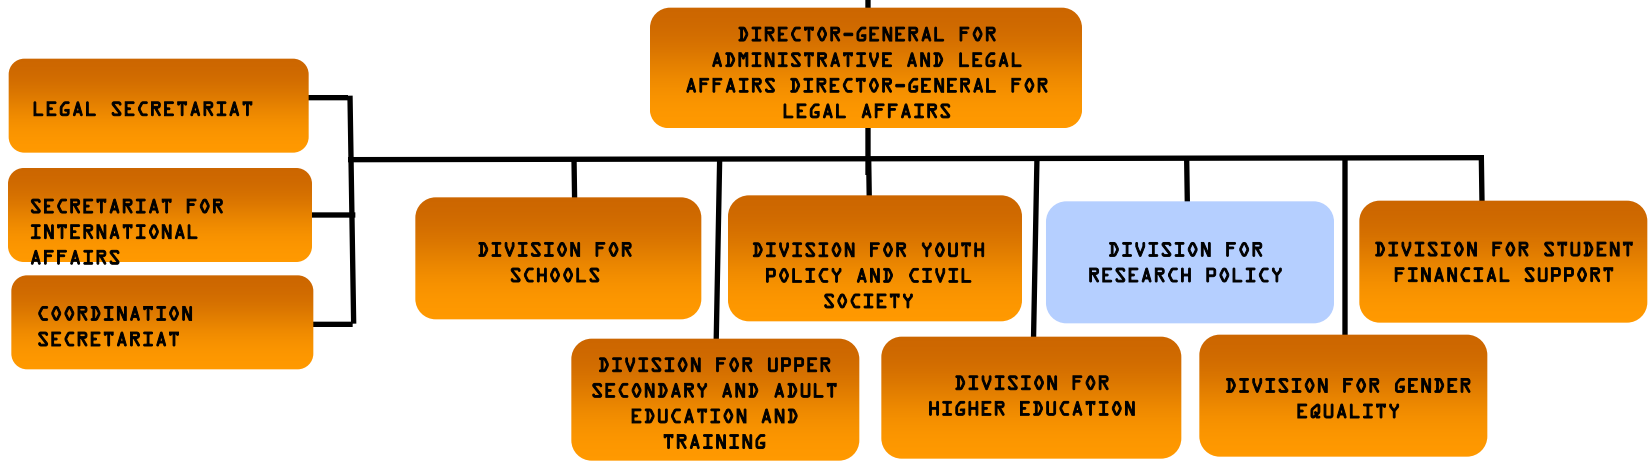 DIRECTOR-GENERAL FOR
ADMINISTRATIVE AND LEGAL
AFFAIRS DIRECTOR-GENERAL FOR
LEGAL AFFAIRS
LEGAL SECRETARIAT
SECRETARIAT FOR
INTERNATIONAL
AFFAIRS
COORDINATION
SECRETARIAT
DIVISION FOR
SCHOOLS
DIVISION FOR YOUTH
POLICY AND CIVIL
SOCIETY
DIVISION FOR
RESEARCH POLICY
DIVISION FOR STUDENT
FINANCIAL SUPPORT
DIVISION FOR UPPER
SECONDARY AND ADULT
EDUCATION AND
TRAINING
DIVISION FOR
HIGHER EDUCATION
DIVISION FOR GENDER
EQUALITY